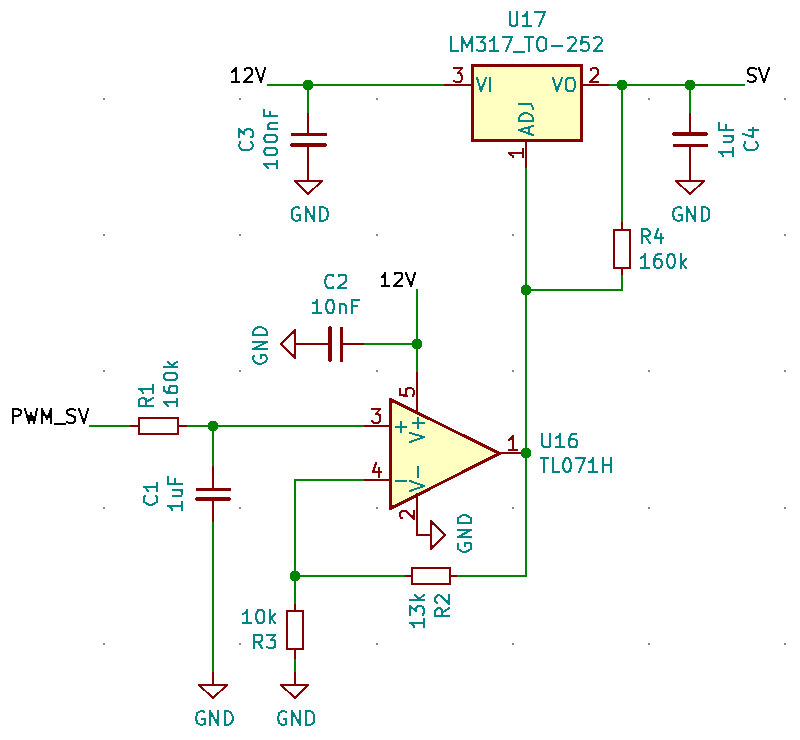 U17
LM317_TO-252
12V
3
VI
VO
2
SV
ADJ
1
C3
100nF
GND
1uF
C4
GND
R4
160k
C2
10nF
12V
GND
R1
160k
PWM_SV
3
+
5
V+
1
U16
TL071H
4
-
V-
2
GND
C1
1uF
13k
R2
10k
R3
GND
GND